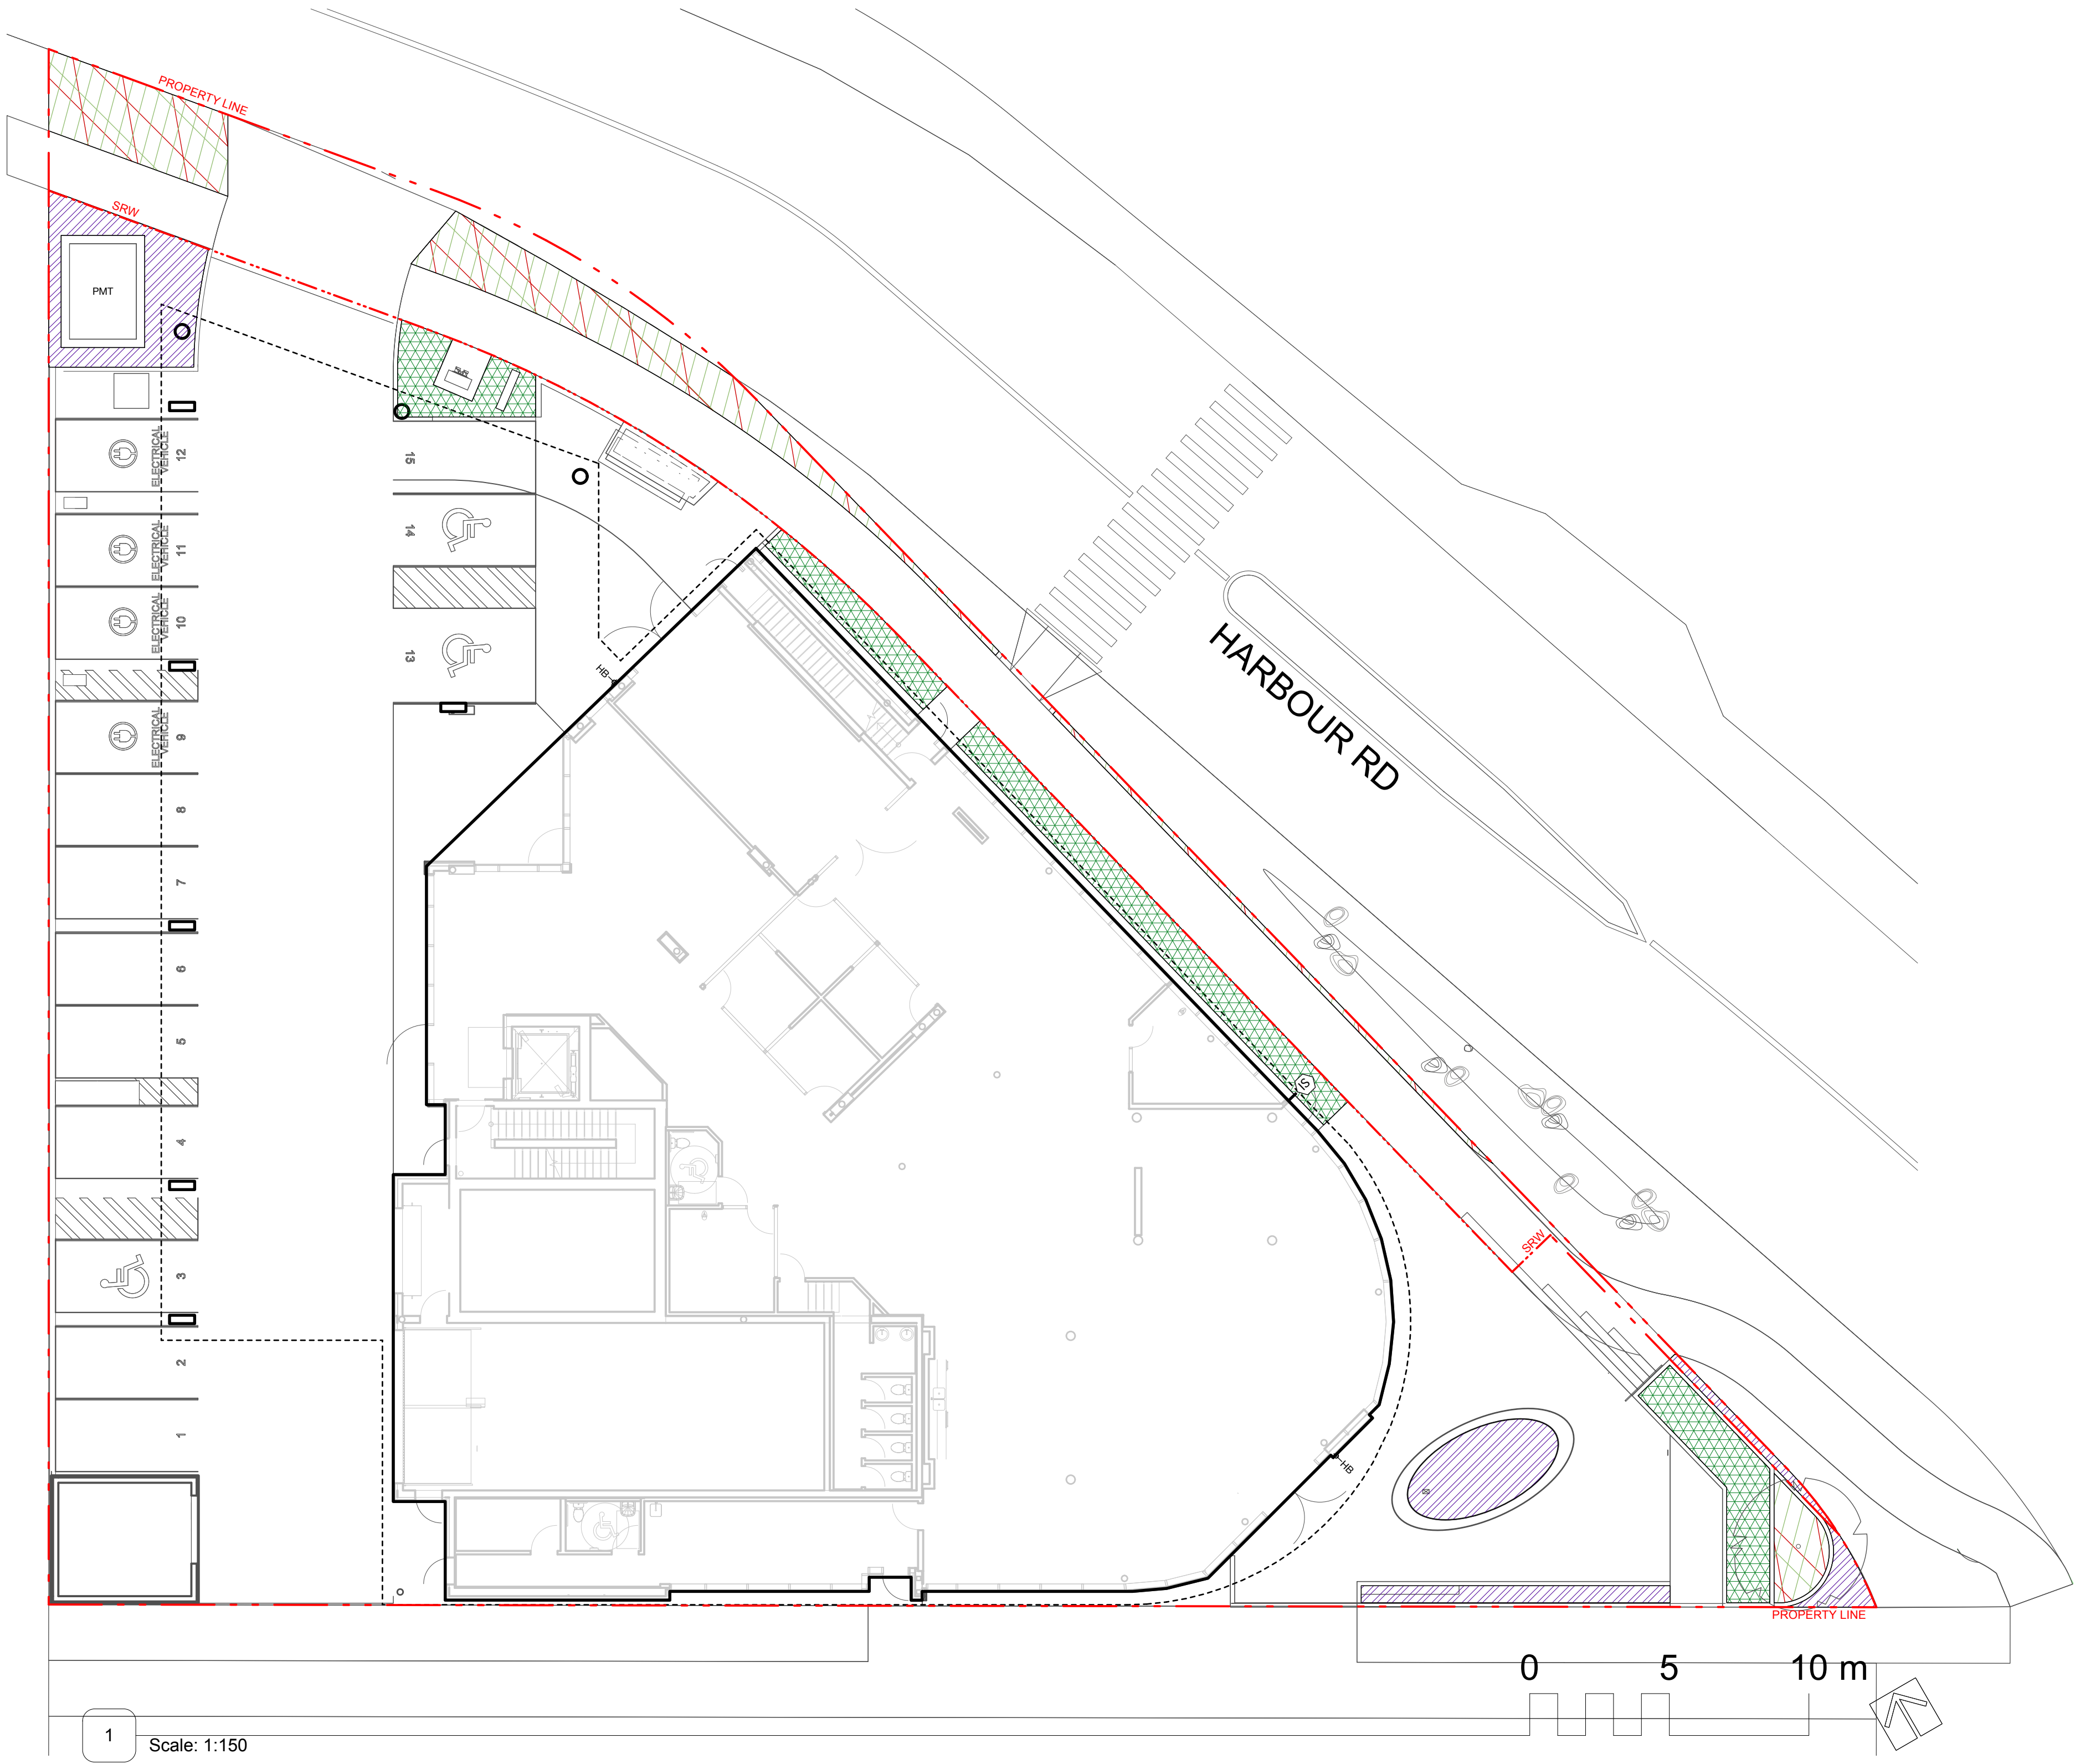 PROPERTY LINE
SRW
PMT
ELECTRICAL
VEHICLE
12
15
ELECTRICAL
VEHICLE
11
14
ELECTRICAL
VEHICLE
10
13
HB
HARBOUR RD
ELECTRICAL
VEHICLE
9
8
7
6
5
IS
4
SRW
3
2
1
HB
PROPERTY LINE
0 5 10 m
1
Scale: 1:150